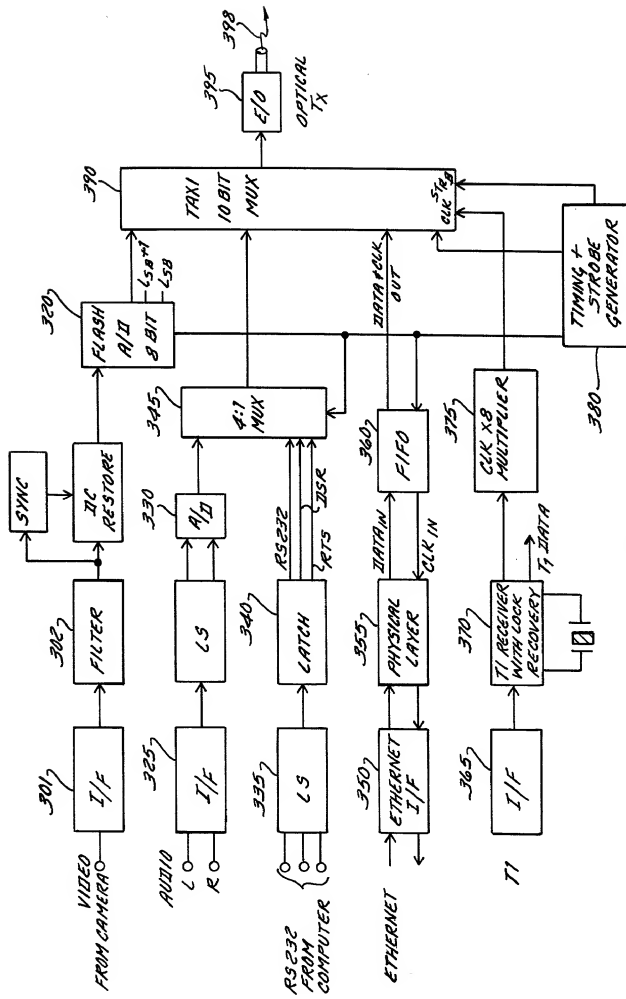 VIDEO
FROM CAMERA
301
I/F
302
FILTER
SYNC
DC
RESTORE
320
FLASH
A/D
8 BIT
LSB+1
LSB
390
TAXI
10 BIT
MUX
CLK
STRB
395
E/O
398
OPTICAL
TX
AUDIO
L
R
325
I/F
LS
330
A/D
345
4:1
MUX
RS232
FROM
COMPUTER
335
LS
340
LATCH
RS232
DSR
RTS
ETHERNET
350
ETHERNET
I/F
355
PHYSICAL
LAYER
DATA IN
CLK IN
360
FIFO
DATA & CLK
OUT
T1
365
I/F
370
T1 RECEIVER
WITH LOCK
RECOVERY
T1 DATA
375
CLK X8
MULTIPLIER
380
TIMING +
STROBE
GENERATOR